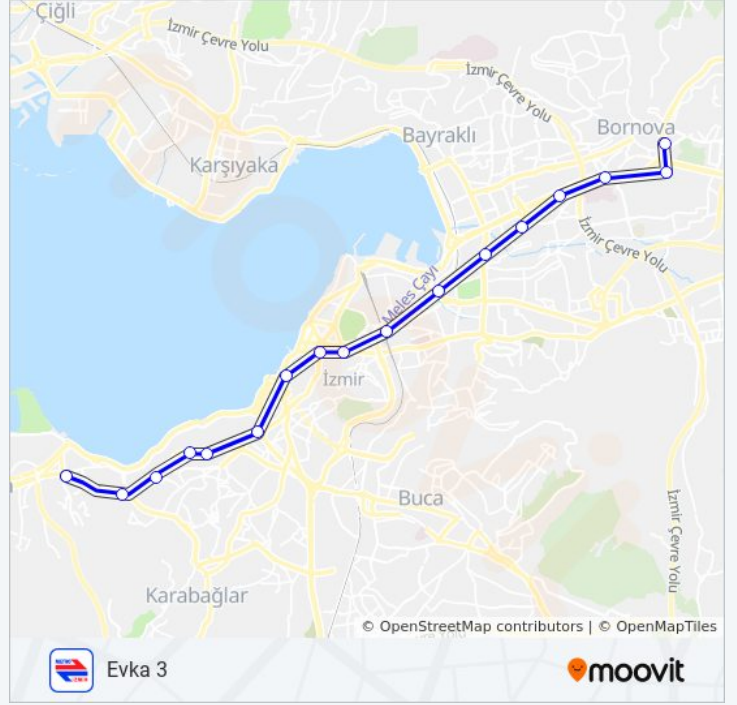 Çiğli
İzmir Çevre Yolu
İzmir Çevre Yolu
Bornova
Bayraklı
Karşıyaka
İzmir Çevre Yolu
Meles Çayı
İzmir
Buca
İzmir Çevre Yolu
Karabağlar
© OpenStreetMap contributors | © OpenMapTiles
Evka 3
moovit